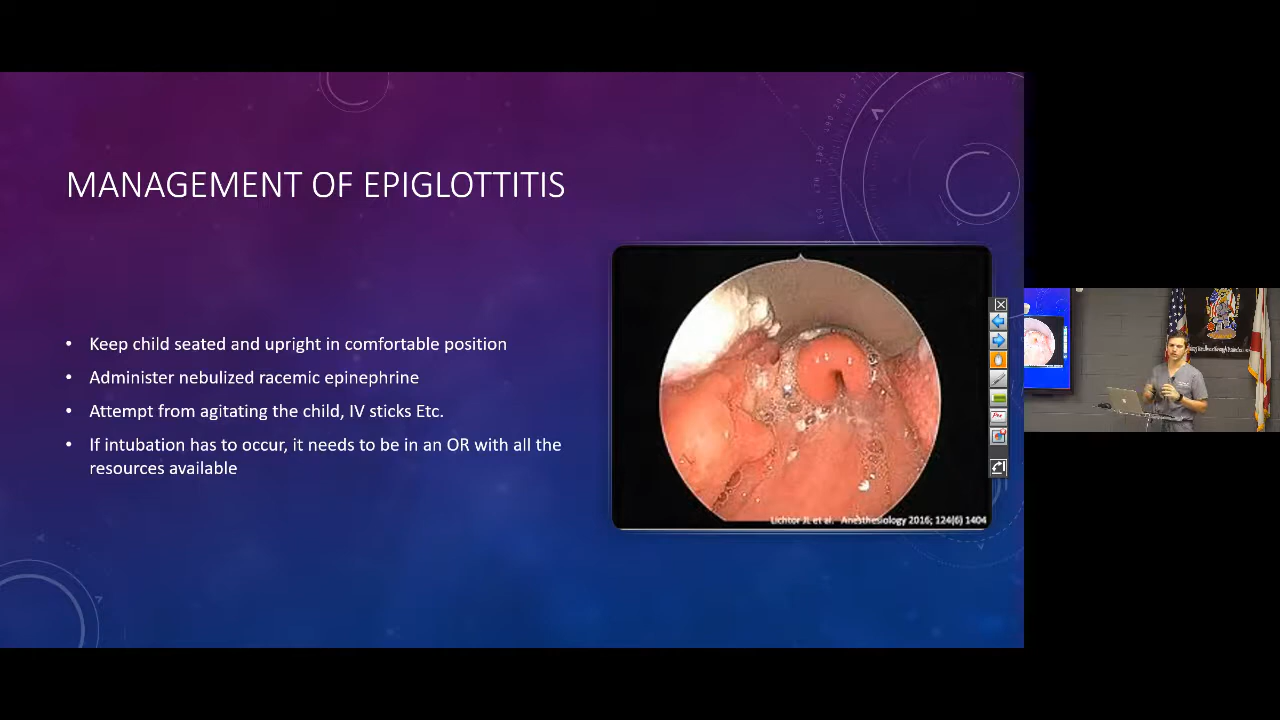 MANAGEMENT OF EPIGLOTTITIS
• Keep child seated and upright in comfortable position
• Administer nebulized racemic epinephrine
• Attempt from agitating the child, IV sticks Etc.
• If intubation has to occur, it needs to be in an OR with all the
resources available
Lichtor JL et al. Anesthesiology 2016; 124(6) 1404